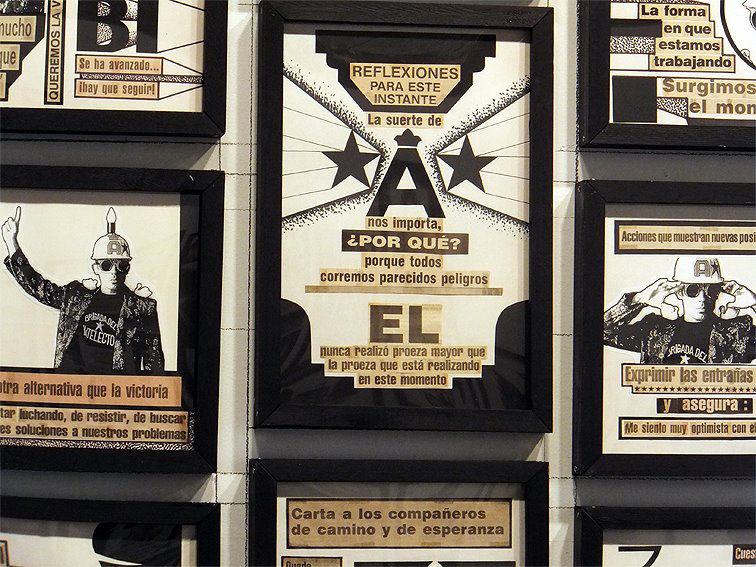 mucho
que
QUEREMOS LA
BI
Se ha avanzado...
¡hay que seguir!
REFLEXIONES
PARA ESTE
INSTANTE
La suerte de
A
nos importa,
¿POR QUÉ?
porque todos
corremos parecidos peligros
EL
nunca realizó proeza mayor que
la proeza que está realizando
en este momento
La forma
en que
estamos
trabajando
Surgimos
el mom
A
BRIGADA DEL
INTELECTO
otra alternativa que la victoria
tar luchando, de resistir, de buscar
es soluciones a nuestros problemas
Acciones que muestran nuevas posi
A
BRIGADA DEL
Exprimir las entrañas
y asegura :
Me siento muy optimista con el
Carta a los compañeros
de camino y de esperanza